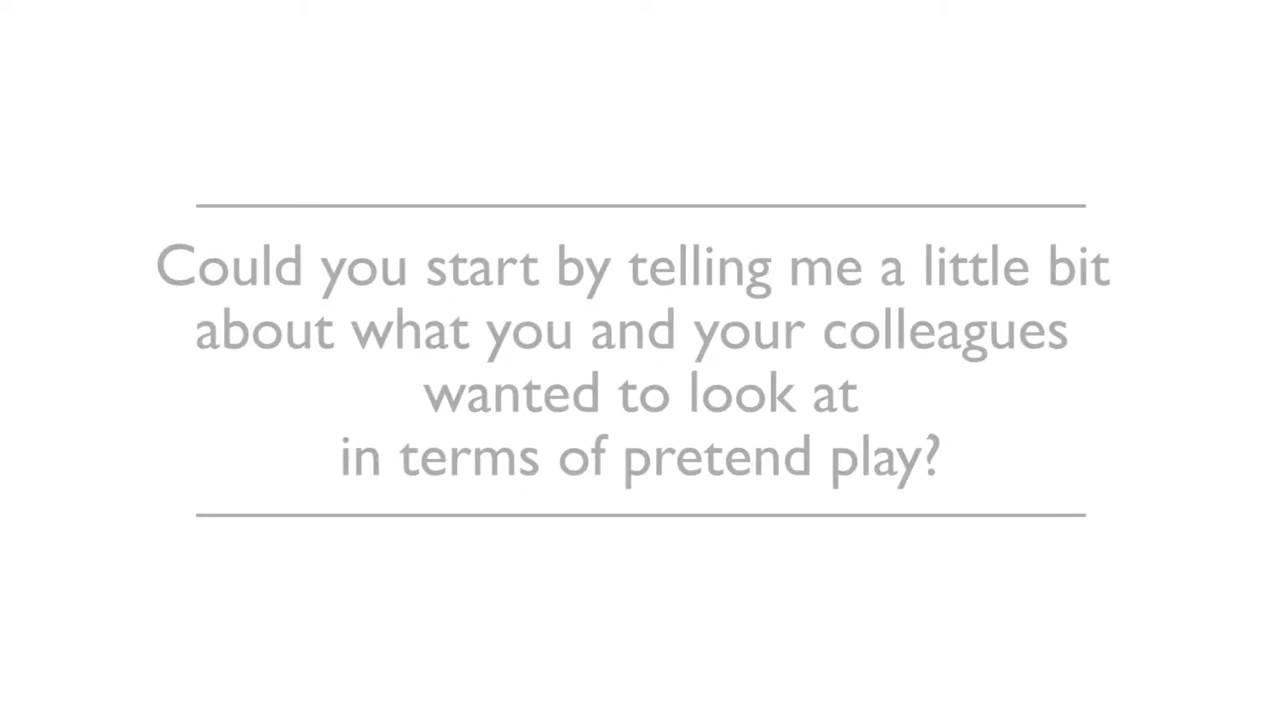 Could you start by telling me a little bit
about what you and your colleagues
wanted to look at
in terms of pretend play?